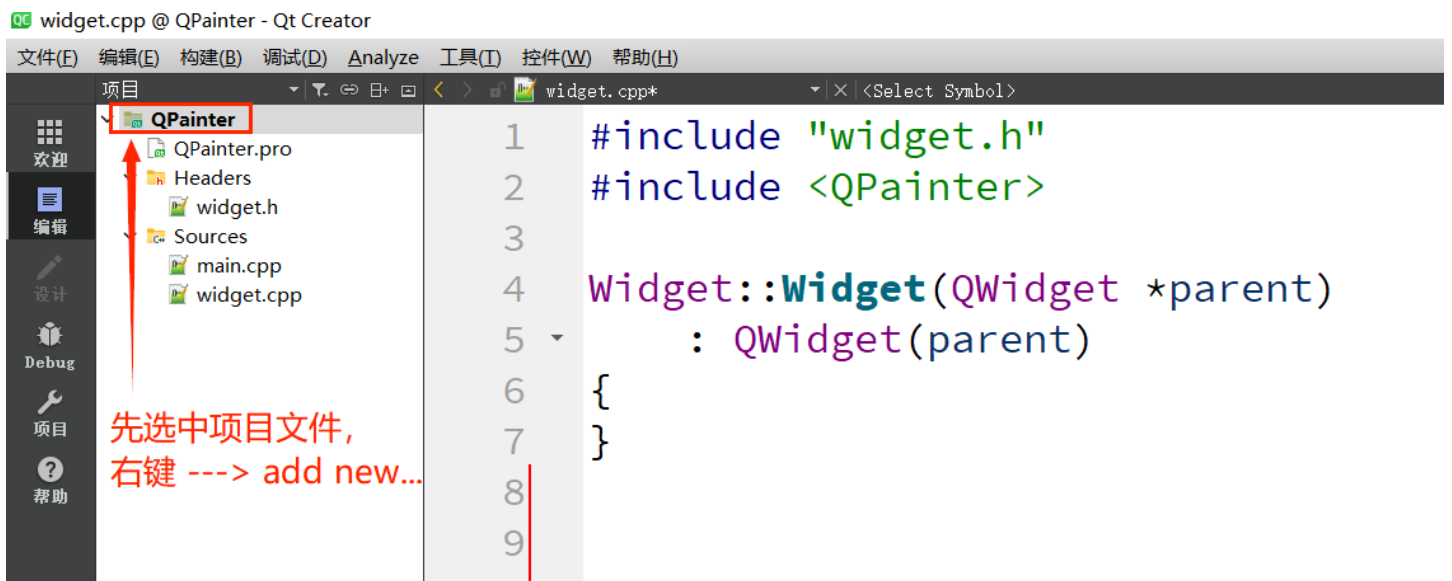 widget.cpp @ QPainter - Qt Creator
文件(F) 编辑(E) 构建(B) 调试(D) Analyze 工具(T) 控件(W) 帮助(H)
项目 widget.cpp* <Select Symbol>
欢迎
编辑
设计
Debug
项目
帮助
QPainter
QPainter.pro
Headers
widget.h
Sources
main.cpp
widget.cpp
先选中项目文件,
右键 ---> add new...
1 #include "widget.h"
2 #include <QPainter>
3
4 Widget::Widget(QWidget *parent)
5 : QWidget(parent)
6 {
7 }
8
9